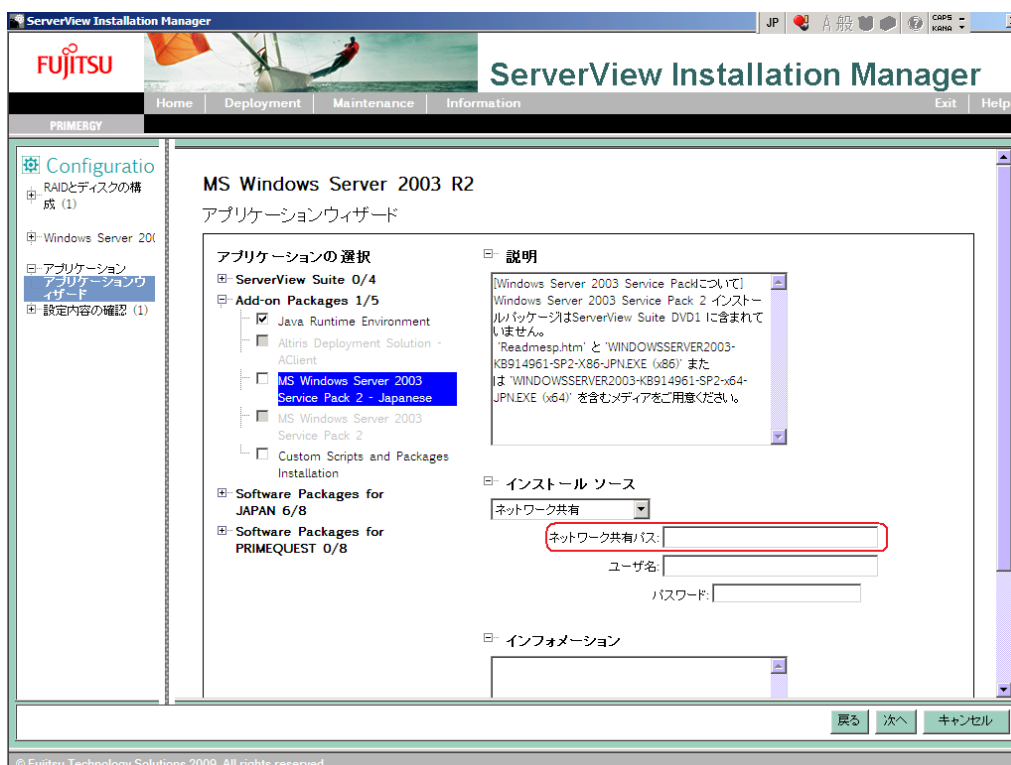 ServerView Installation Manager
JP
A 般
CAPS
KANA
FUJITSU
ServerView Installation Manager
Home Deployment Maintenance Information Exit Help
PRIMERGY
Configuratio
RAIDとディスクの構
成 (1)
Windows Server 200
アプリケーション
アプリケーションウ
ィザード
設定内容の確認 (1)
MS Windows Server 2003 R2
アプリケーションウィザード
アプリケーションの選択
ServerView Suite 0/4
Add-on Packages 1/5
Java Runtime Environment
Altiris Deployment Solution -
AClient
MS Windows Server 2003
Service Pack 2 - Japanese
MS Windows Server 2003
Service Pack 2
Custom Scripts and Packages
Installation
Software Packages for
JAPAN 6/8
Software Packages for
PRIMEQUEST 0/8
説明
[Windows Server 2003 Service Packについて]
Windows Server 2003 Service Pack 2 インストー
ルパッケージはServerView Suite DVD1 に含まれて
いません。
'Readmesp.htm' と 'WINDOWSSERVER2003-
KB914961-SP2-X86-JPN.EXE (x86)' また
は 'WINDOWSSERVER2003-KB914961-SP2-x64-
JPN.EXE (x64)' を含むメディアをご用意ください。
インストール ソース
ネットワーク共有
ネットワーク共有パス:
ユーザ名:
パスワード:
インフォメーション
戻る 次へ キャンセル
© Fujitsu Technology Solutions 2009. All rights reserved.